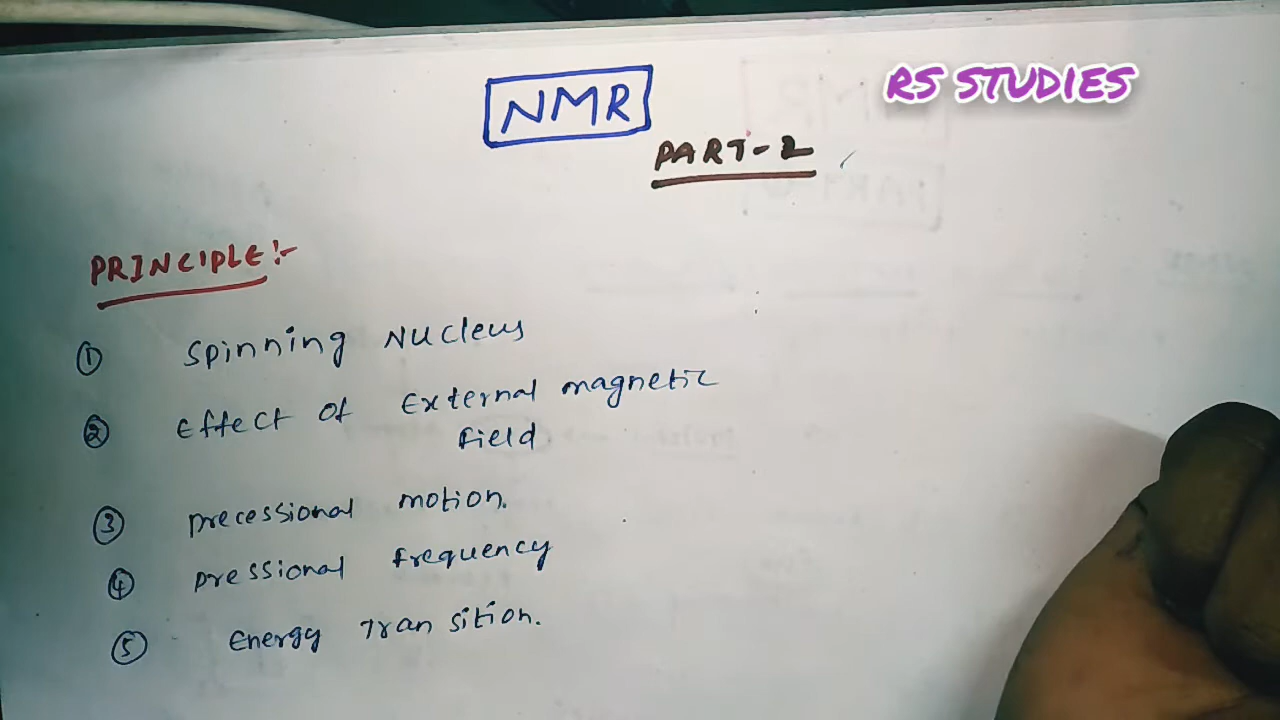 NMR
RS STUDIES
PART-2
PRINCIPLE:-
① Spinning Nucleus
② Effect of External magnetic
field
③ precessional motion.
④ pressional frequency
⑤ Energy Transition.